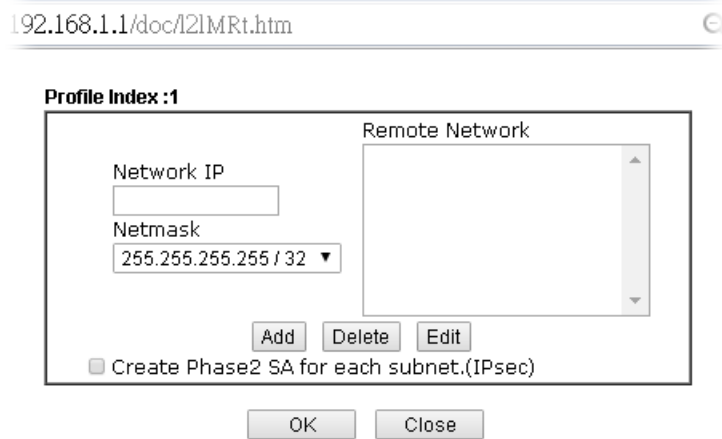 192.168.1.1/doc/l2lMRt.htm
Profile Index :1
Remote Network
Network IP
Netmask
255.255.255.255 / 32
Add Delete Edit
Create Phase2 SA for each subnet.(IPsec)
OK Close